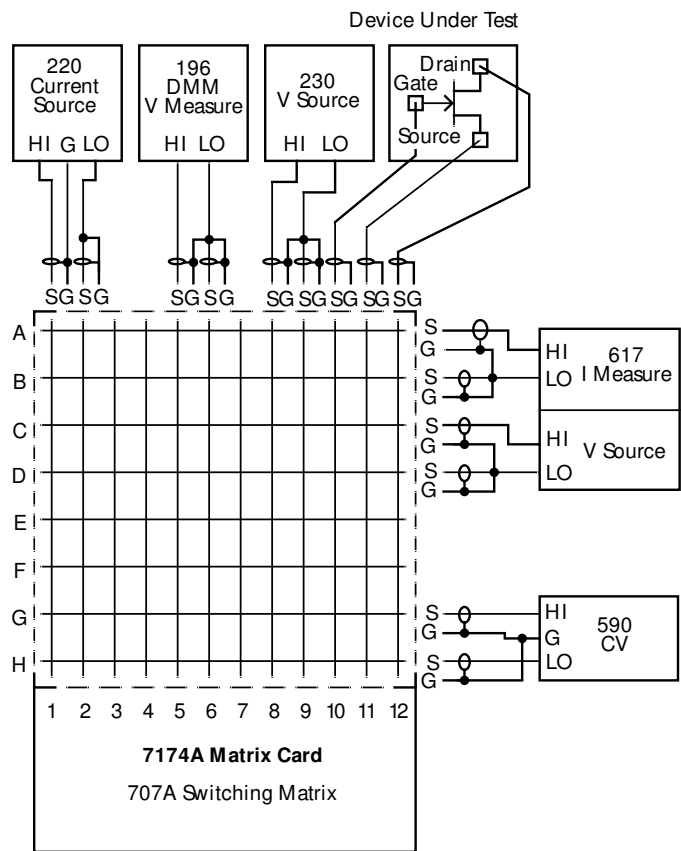 Device Under Test
220
Current
Source
HI G LO
196
DMM
V Measure
HI LO
230
V Source
HI LO
Drain
Gate
Source
SG SG
SG SG
SG SG SG SG SG
A
B
C
D
E
F
G
H
S
G
S
G
S
G
S
G
S
G
S
G
HI
LO
617
I Measure
HI
LO
V Source
HI
G
LO
590
CV
1 2 3 4 5 6 7 8 9 10 11 12
7174A Matrix Card
707A Switching Matrix